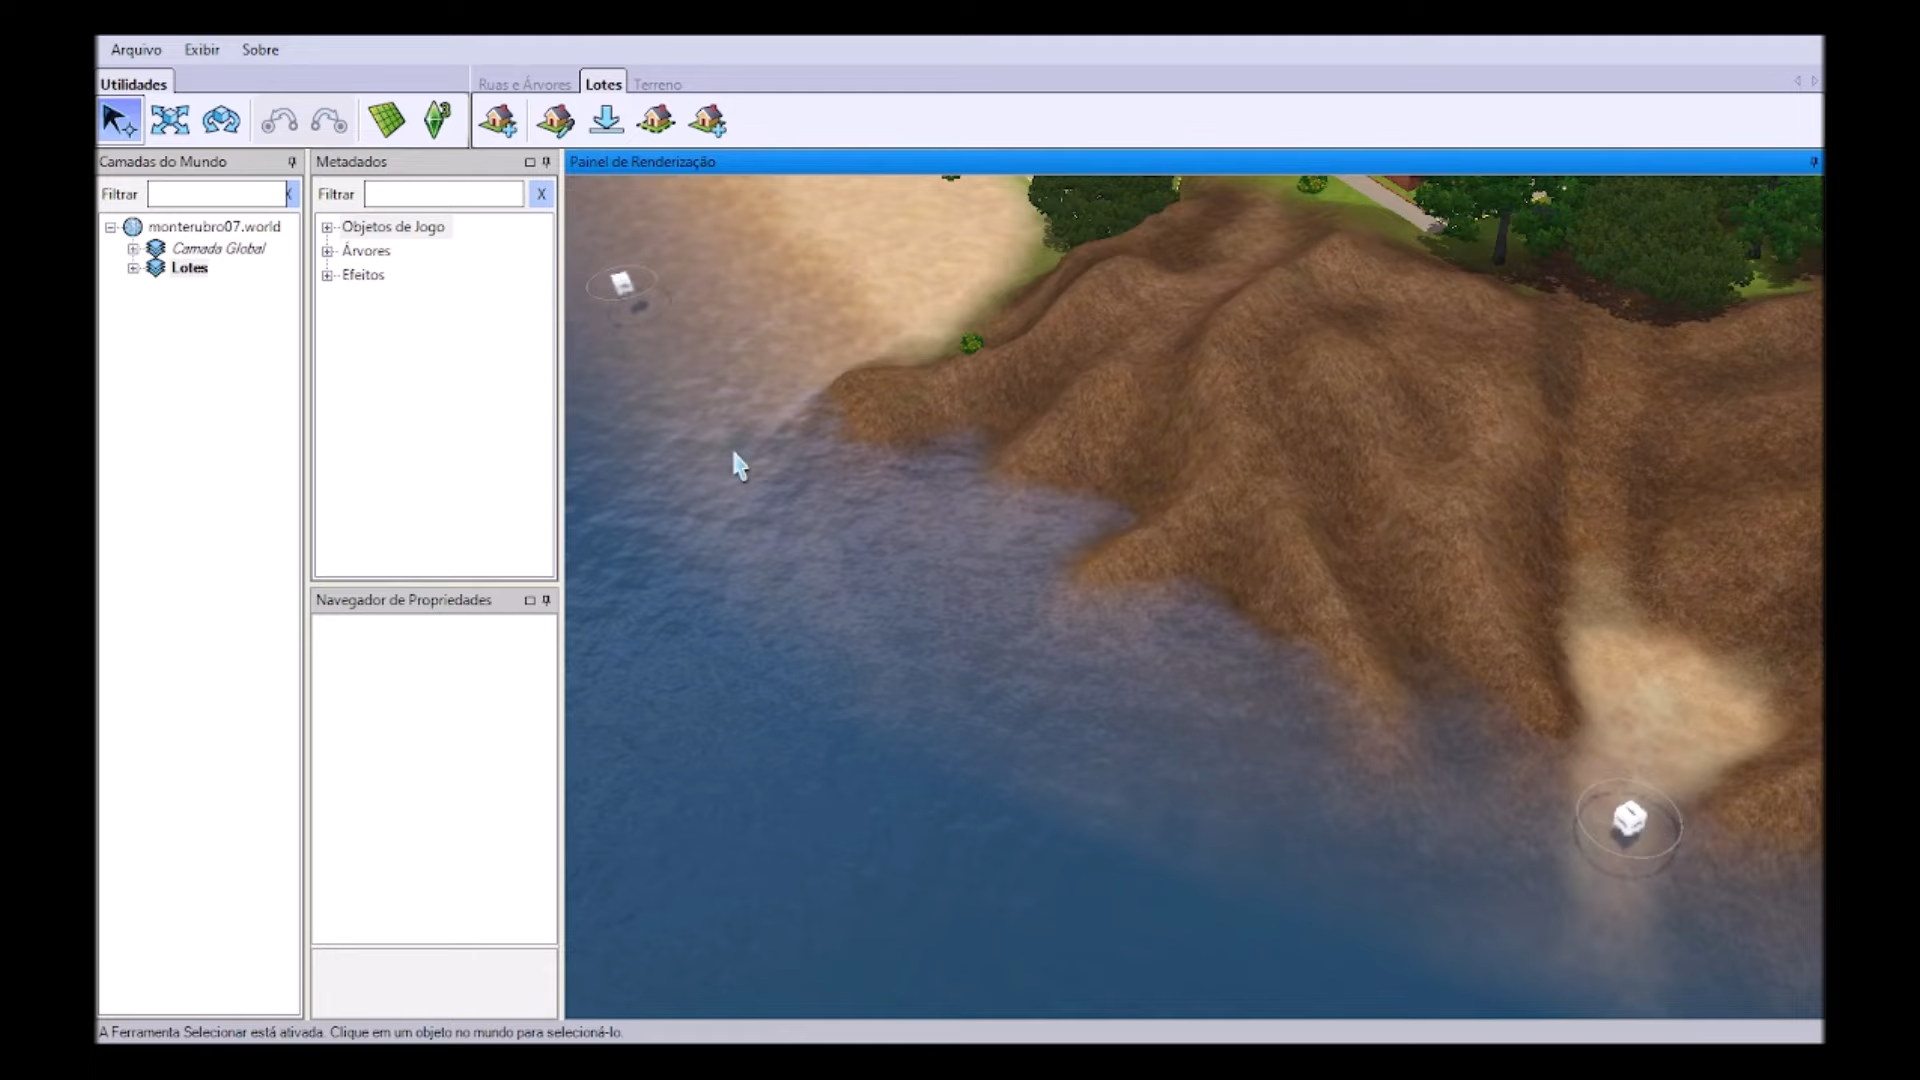 Arquivo Exibir Sobre
Utilidades Ruas e Árvores Lotes Terreno
Camadas do Mundo
Filtrar
monterubro07.world
Camada Global
Lotes
Metadados
Filtrar X
Objetos de Jogo
Árvores
Efeitos
Navegador de Propriedades
Painel de Renderização
A Ferramenta Selecionar está ativada. Clique em um objeto no mundo para selecioná-lo.